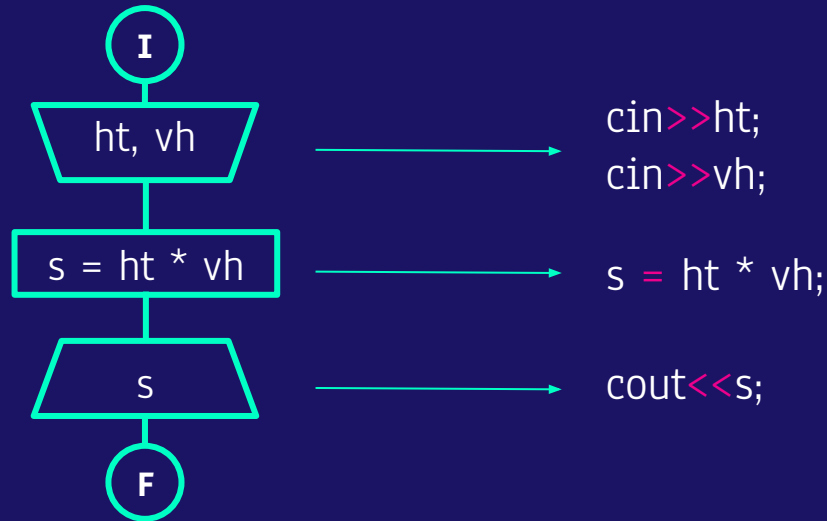 I
ht, vh
cin>>ht;
cin>>vh;
s = ht * vh
s = ht * vh;
s
cout<<s;
F